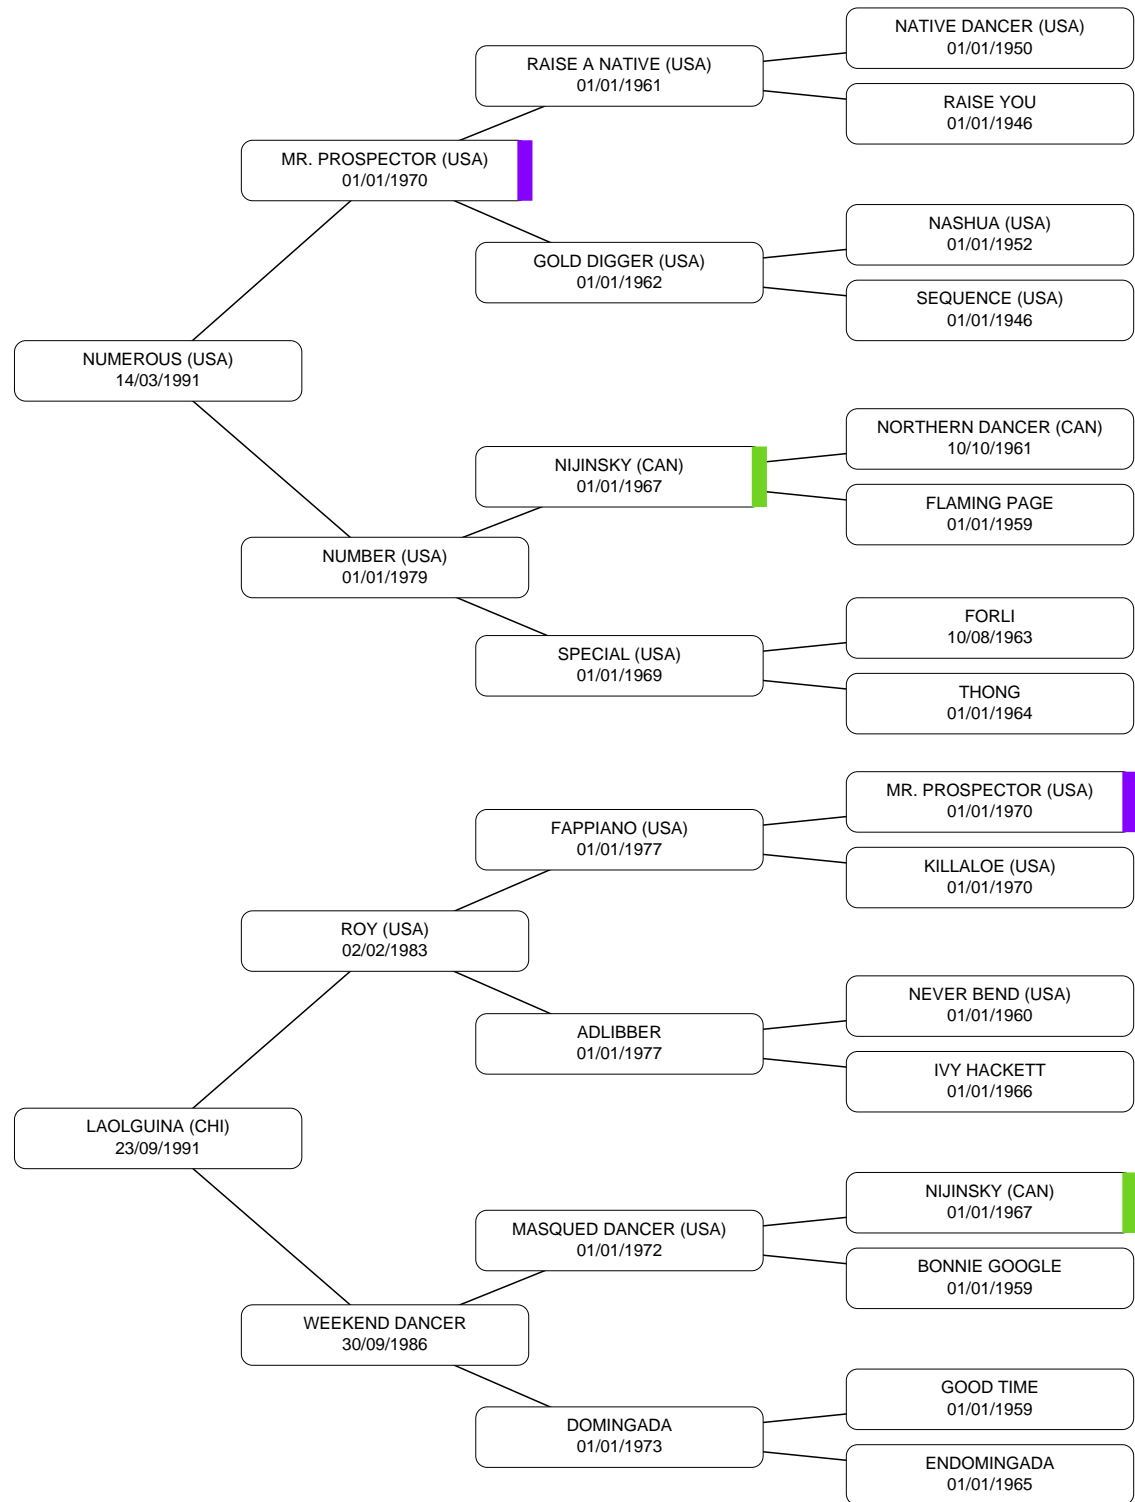 NATIVE DANCER (USA)
01/01/1950
RAISE A NATIVE (USA)
01/01/1961
RAISE YOU
01/01/1946
MR. PROSPECTOR (USA)
01/01/1970
NASHUA (USA)
01/01/1952
GOLD DIGGER (USA)
01/01/1962
SEQUENCE (USA)
01/01/1946
NUMEROUS (USA)
14/03/1991
NORTHERN DANCER (CAN)
10/10/1961
NIJINSKY (CAN)
01/01/1967
FLAMING PAGE
01/01/1959
NUMBER (USA)
01/01/1979
FORLI
10/08/1963
SPECIAL (USA)
01/01/1969
THONG
01/01/1964
MR. PROSPECTOR (USA)
01/01/1970
FAPPIANO (USA)
01/01/1977
KILLALOE (USA)
01/01/1970
ROY (USA)
02/02/1983
NEVER BEND (USA)
01/01/1960
ADLIBBER
01/01/1977
IVY HACKETT
01/01/1966
LAOLGUINA (CHI)
23/09/1991
NIJINSKY (CAN)
01/01/1967
MASQUED DANCER (USA)
01/01/1972
BONNIE GOOGLE
01/01/1959
WEEKEND DANCER
30/09/1986
GOOD TIME
01/01/1959
DOMINGADA
01/01/1973
ENDOMINGADA
01/01/1965